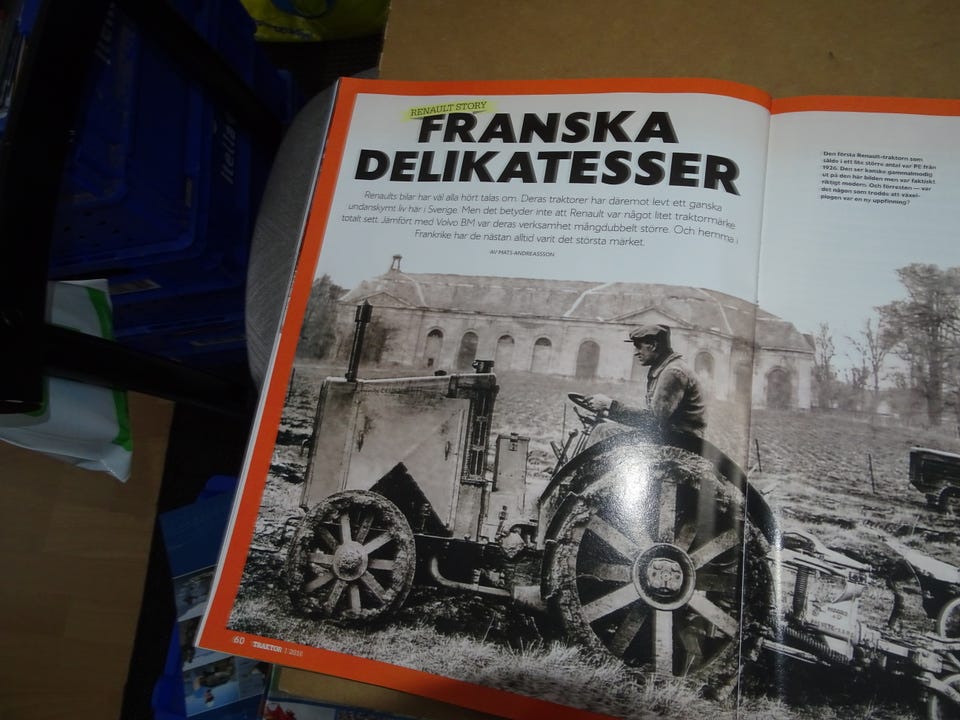 RENAULT STORY
FRANSKA
DELIKATESSER
Renaults bilar har väl alla hört talas om. Deras traktorer har däremot levt ett ganska
undanskymt liv här i Sverige. Men det betyder inte att Renault var något litet traktormärke
totalt sett. Jämfört med Volvo BM var deras verksamhet mångdubbelt större. Och hemma i
Frankrike har de nästan alltid varit det största märket.
AV MATS ANDREASSON
Den första Renault-traktorn som
såldes i ett lite större antal var PE från
1926. Den ser kanske gammalmodig
ut på den här bilden men var faktiskt
riktigt modern. Och förresten – var
det någon som trodde att växel-
plogen var en ny uppfinning?
60 TRAKTOR | 2016